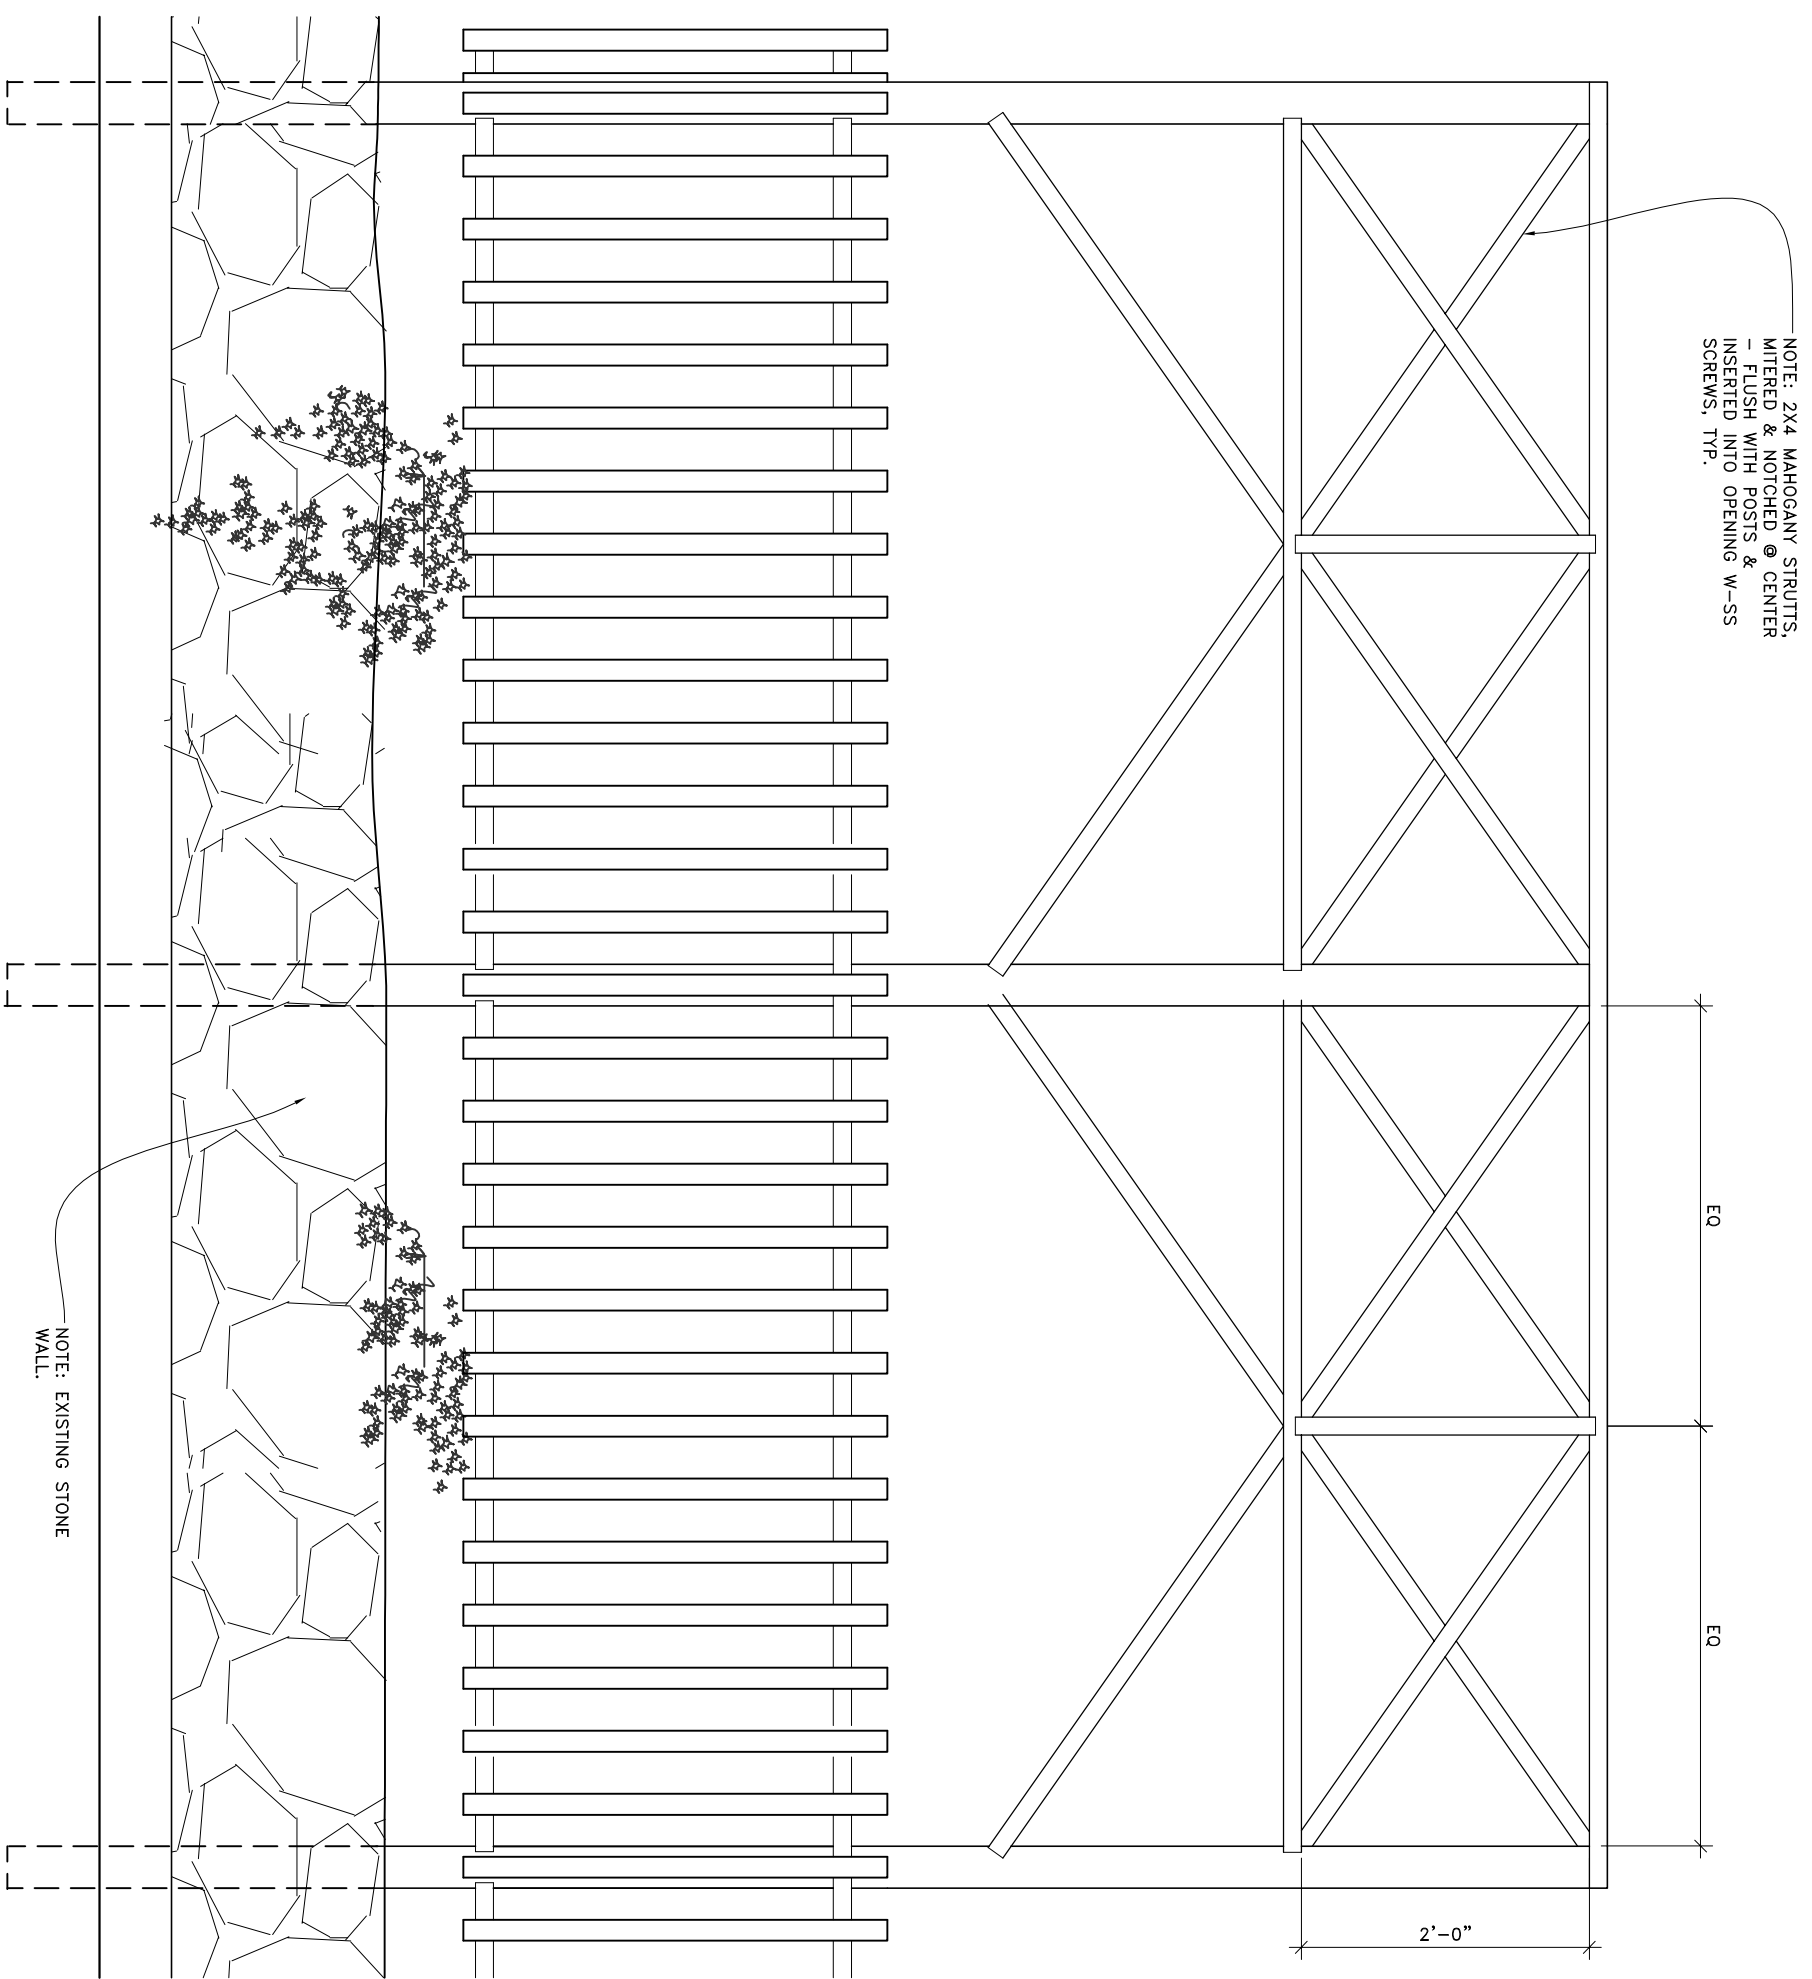 NOTE: 2X4 MAHOGANY STRUTTS,
MITERED & NOTCHED @ CENTER
- FLUSH WITH POSTS &
INSERTED INTO OPENING W-SS
SCREWS, TYP.
EQ
EQ
2'-0"
NOTE: EXISTING STONE
WALL.